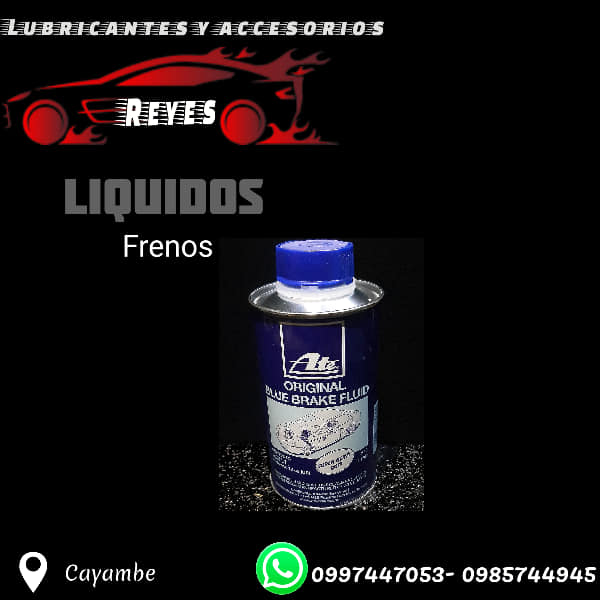 LUBRICANTES Y ACCESORIOS
REYES
LIQUIDOS
Frenos
Ate
ORIGINAL
BLUE BRAKE FLUID
Cayambe
0997447053- 0985744945